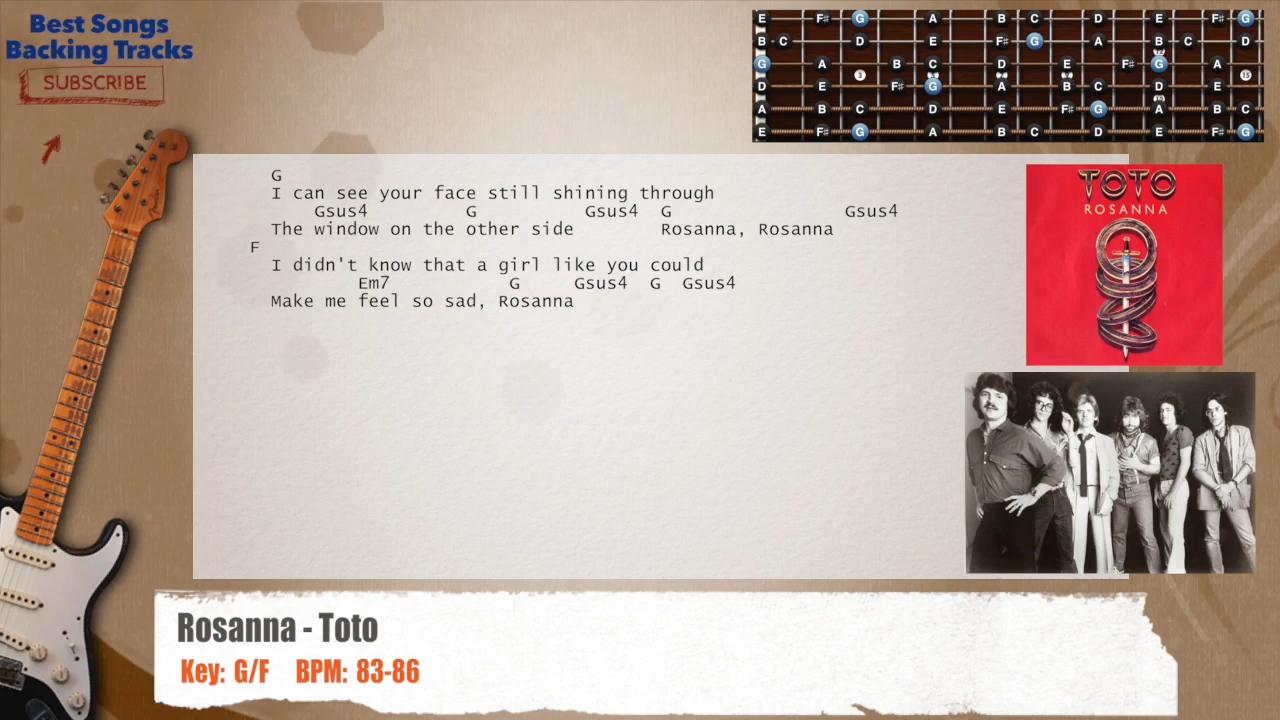 Best Songs
Backing Tracks
SUBSCRIBE
E F# G A B C D E F# G
B C D E F# G A B C D
G A B C D E F# G A
3 15
D E F# G A B C D E
A B C D E F# G A B C
E F# G A B C D E F# G
G
I can see your face still shining through
Gsus4 G Gsus4 G Gsus4
The window on the other side Rosanna, Rosanna
F
I didn't know that a girl like you could
Em7 G Gsus4 G Gsus4
Make me feel so sad, Rosanna
TOTO
ROSANNA
Rosanna - Toto
Key: G/F BPM: 83-86